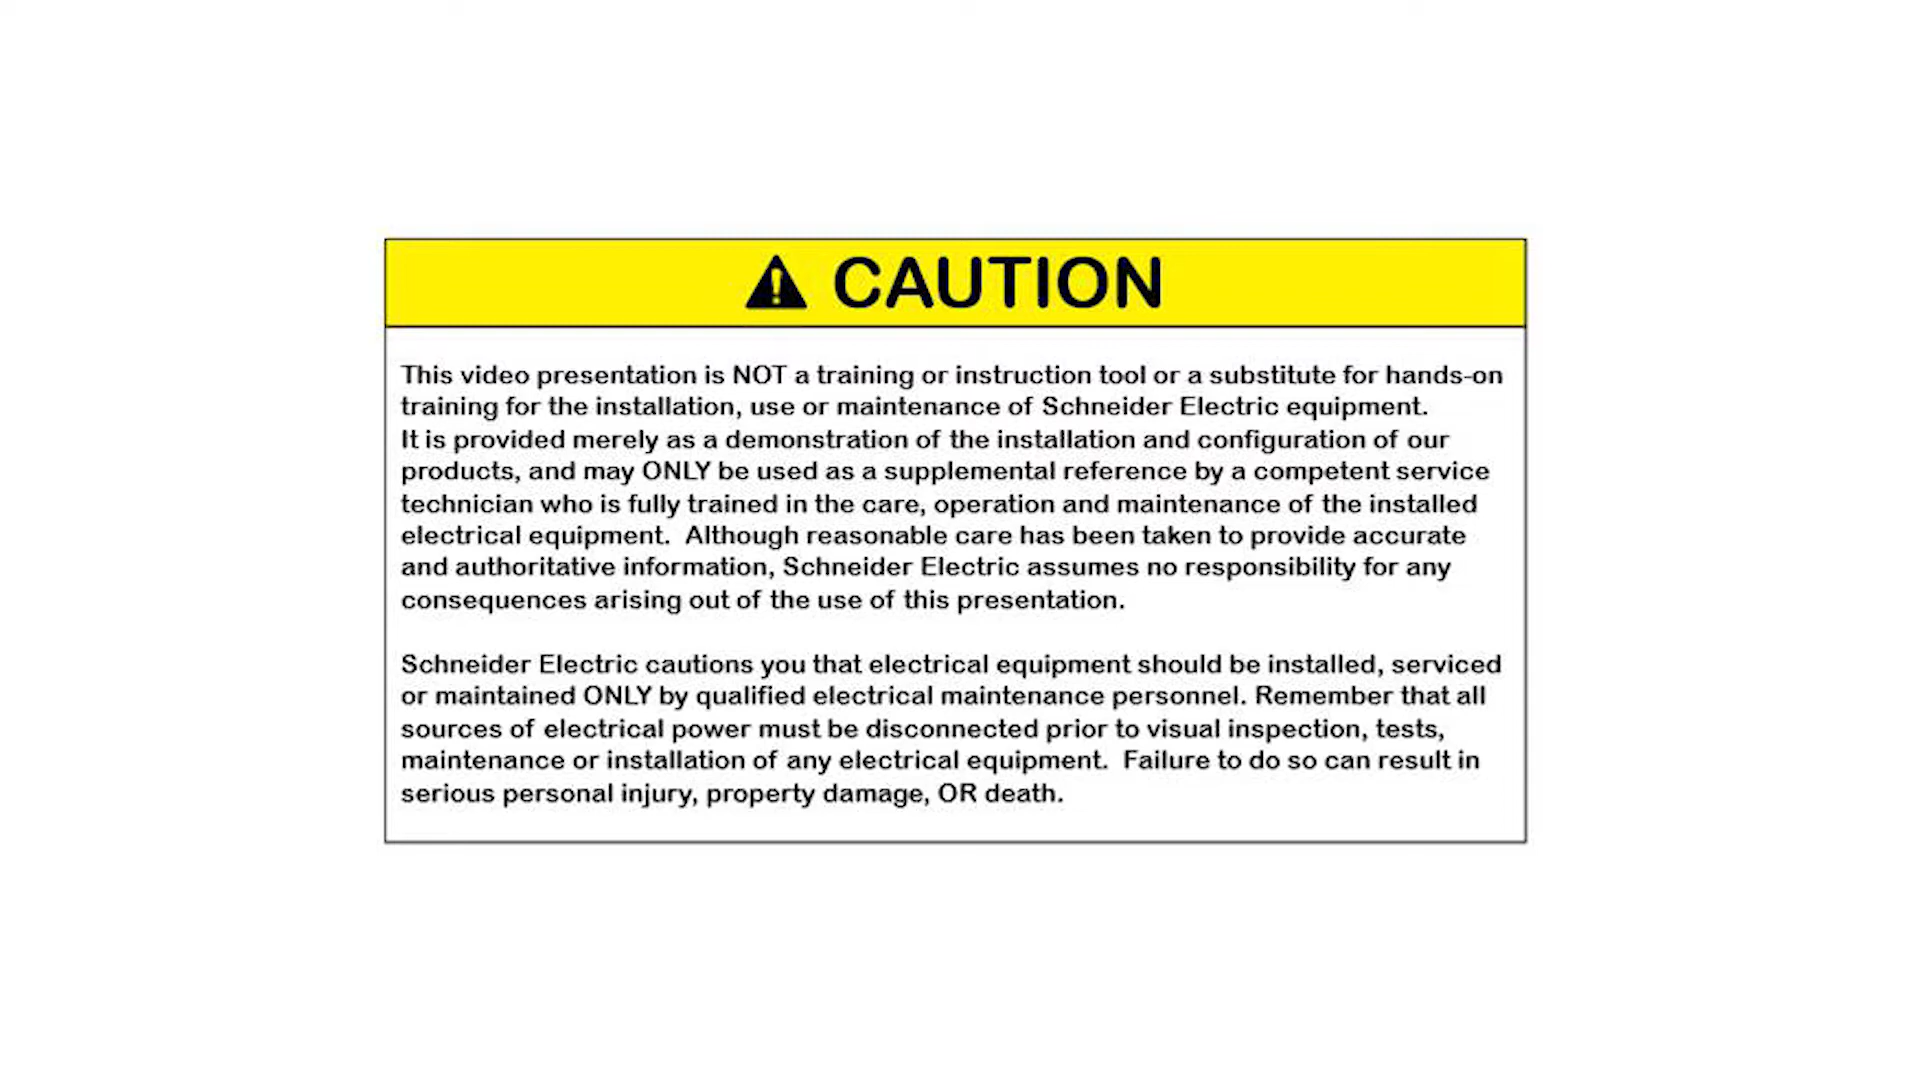 CAUTION
This video presentation is NOT a training or instruction tool or a substitute for hands-on
training for the installation, use or maintenance of Schneider Electric equipment.
It is provided merely as a demonstration of the installation and configuration of our
products, and may ONLY be used as a supplemental reference by a competent service
technician who is fully trained in the care, operation and maintenance of the installed
electrical equipment.  Although reasonable care has been taken to provide accurate
and authoritative information, Schneider Electric assumes no responsibility for any
consequences arising out of the use of this presentation.
Schneider Electric cautions you that electrical equipment should be installed, serviced
or maintained ONLY by qualified electrical maintenance personnel. Remember that all
sources of electrical power must be disconnected prior to visual inspection, tests,
maintenance or installation of any electrical equipment.  Failure to do so can result in
serious personal injury, property damage, OR death.